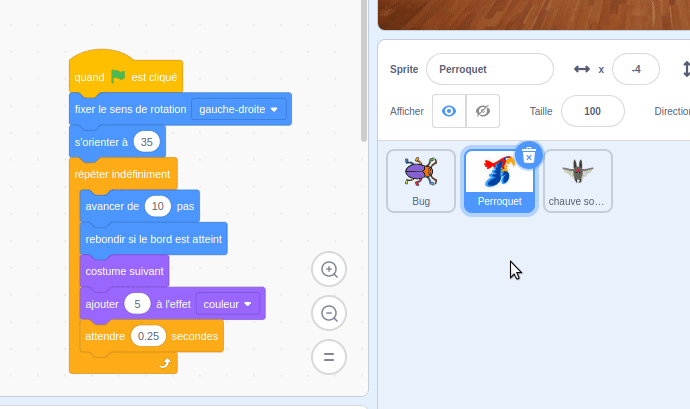 quand est cliqué
fixer le sens de rotation gauche-droite
s'orienter à 35
répéter indéfiniment
avancer de 10 pas
rebondir si le bord est atteint
costume suivant
ajouter 5 à l'effet couleur
attendre 0.25 secondes
Sprite Perroquet x -4
Afficher Taille 100 Direction
Bug Perroquet chauve so...